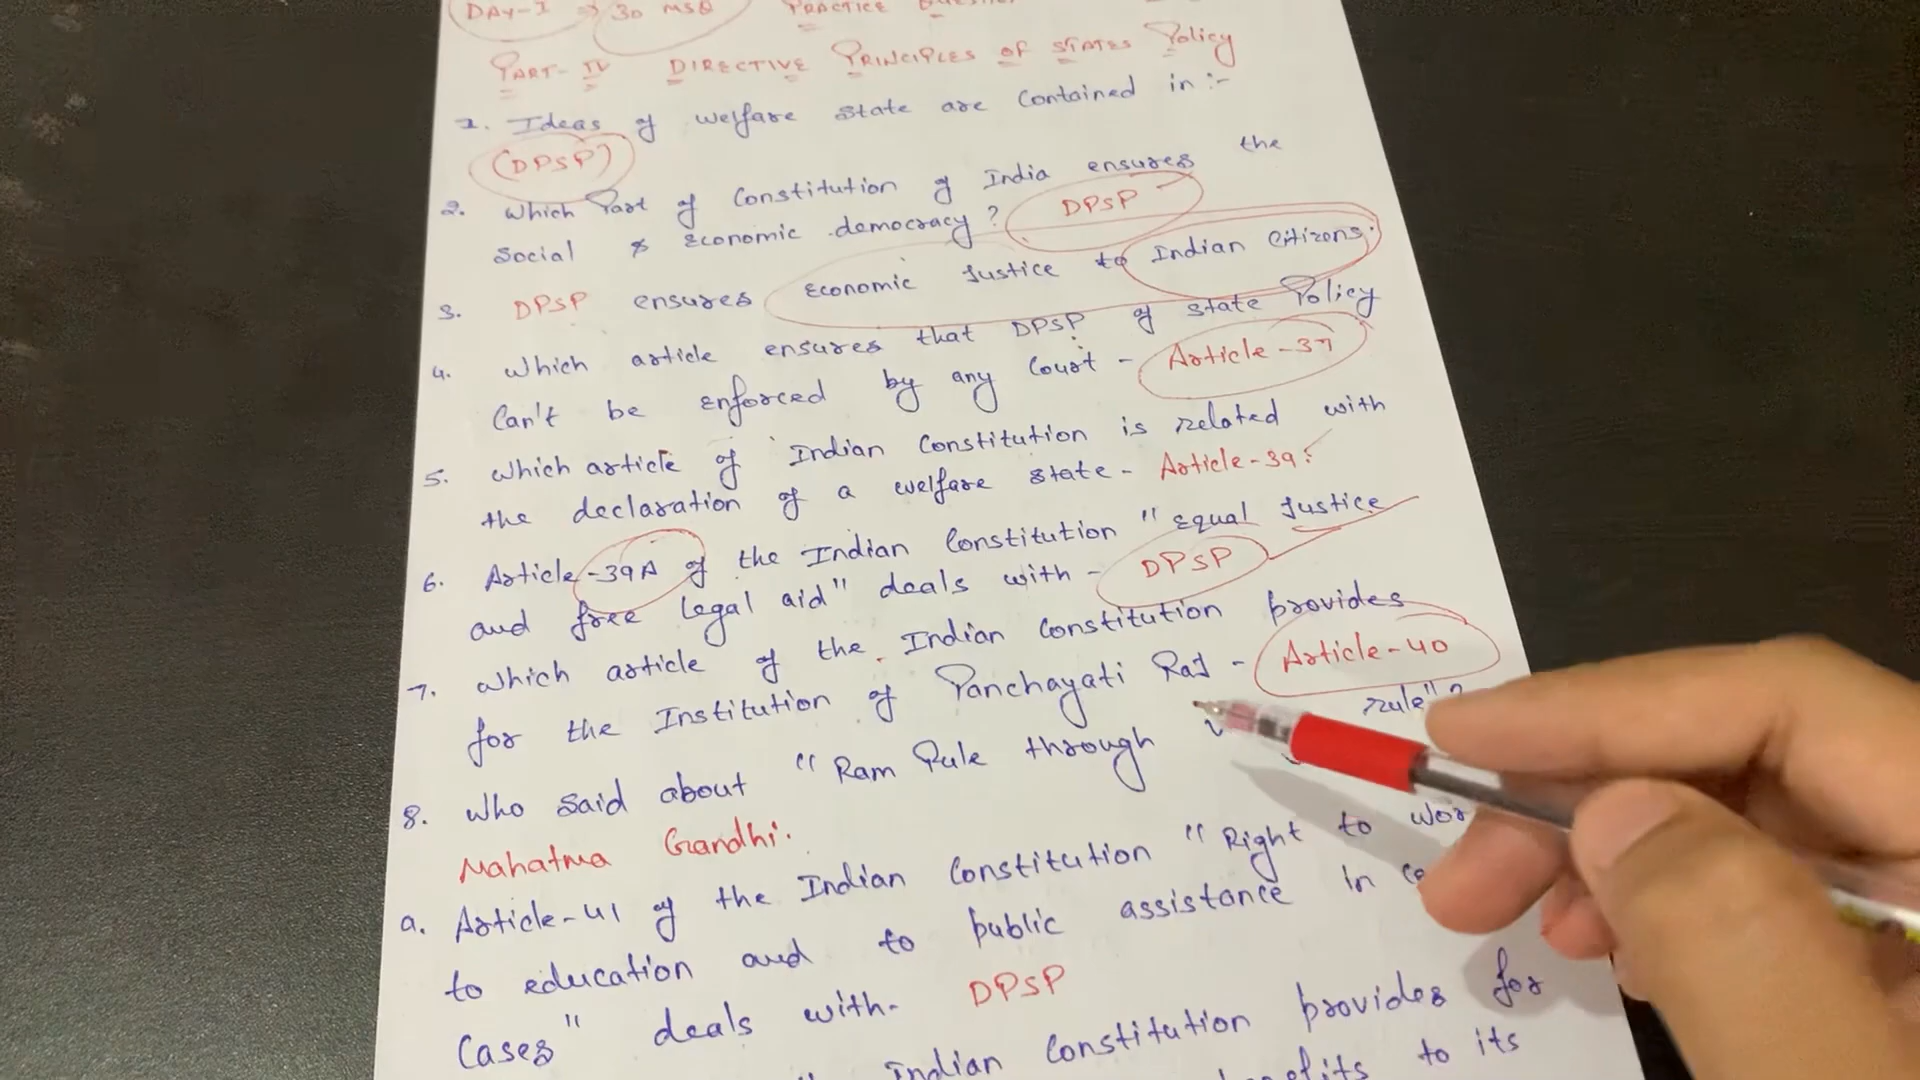 DAY-I ⇒ 30 MSQ PRACTICE
PART-IV DIRECTIVE PRINCIPLES OF STATES Policy
1. Ideas of welfare state are contained in :-
(DPSP)
2. Which Part of Constitution of India ensures the
Social & Economic democracy? DPSP
3. DPSP ensures Economic Justice to Indian Citizens.
4. Which article ensures that DPSP of state Policy
Can't be enforced by any Court - Article-37
5. Which article of Indian Constitution is related with
the declaration of a welfare state - Article-39?
6. Article-39A of the Indian Constitution "Equal Justice
and free legal aid" deals with - DPSP
7. Which article of the Indian Constitution provides
for the Institution of Panchayati Raj - Article-40
8. Who said about "Ram Rule through rule"?
Mahatma Gandhi.
9. Article-41 of the Indian Constitution "Right to
to education and to public assistance in
Cases" deals with- DPSP
Indian Constitution provides for
to its